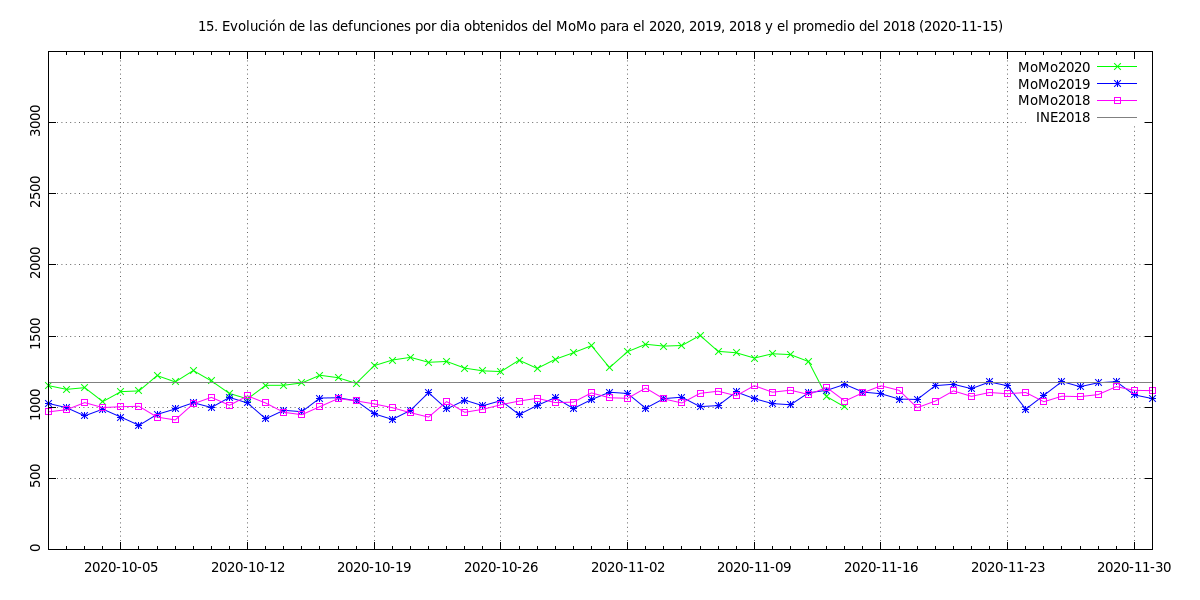 15. Evolución de las defunciones por dia obtenidos del MoMo para el 2020, 2019, 2018 y el promedio del 2018 (2020-11-15)
MoMo2020
MoMo2019
MoMo2018
INE2018
3000
2500
2000
1500
1000
500
0
2020-10-05 2020-10-12 2020-10-19 2020-10-26 2020-11-02 2020-11-09 2020-11-16 2020-11-23 2020-11-30